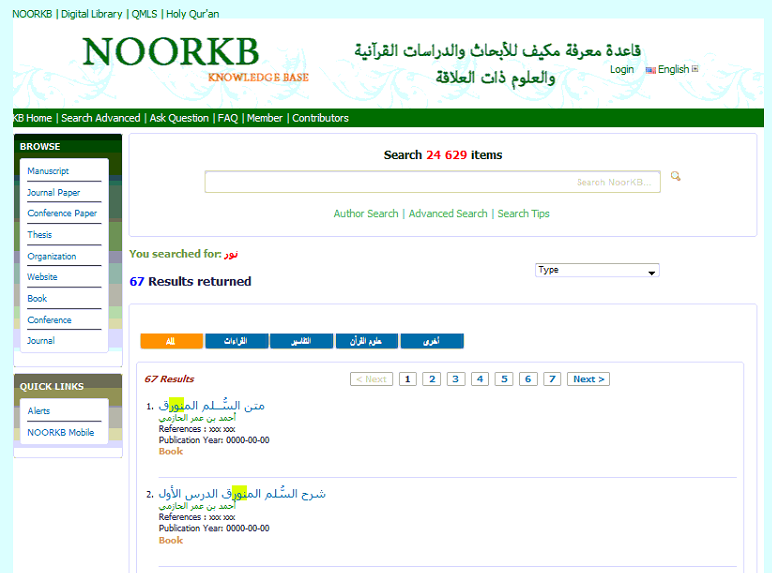 NOORKB | Digital Library | QMLS | Holy Qur'an
NOORKB
KNOWLEDGE BASE
قاعدة معرفة مكيف للأبحاث والدراسات القرآنية
والعلوم ذات العلاقة
Login English
KB Home | Search Advanced | Ask Question | FAQ | Member | Contributors
BROWSE
Manuscript
Journal Paper
Conference Paper
Thesis
Organization
Website
Book
Conference
Journal
QUICK LINKS
Alerts
NOORKB Mobile
Search 24 629 items
Search NoorKB...
Author Search | Advanced Search | Search Tips
You searched for: نور
67 Results returned
Type
All القراءات التفاسير علوم القرآن أخرى
67 Results
< Next 1 2 3 4 5 6 7 Next >
1. متن السُّـلم المنورق
أحمد بن عمر الحازمي
References : xxx xxx
Publication Year: 0000-00-00
Book
2. شرح السُّلم المنورق الدرس الأول
أحمد بن عمر الحازمي
References : xxx xxx
Publication Year: 0000-00-00
Book